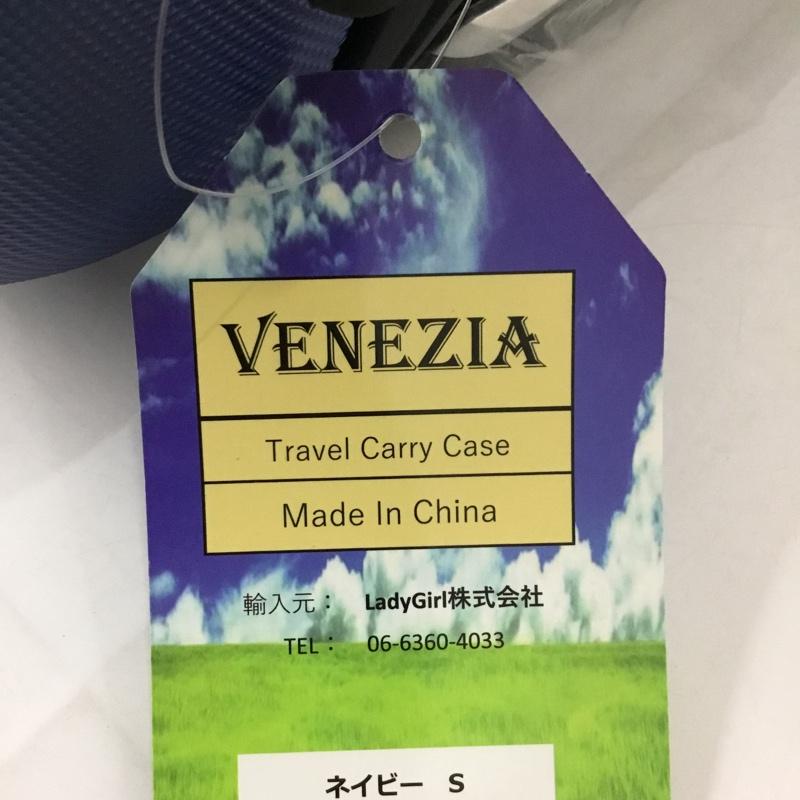 VENEZIA
Travel Carry Case
Made In China
輸入元： LadyGirl株式会社
TEL： 06-6360-4033
ネイビー S